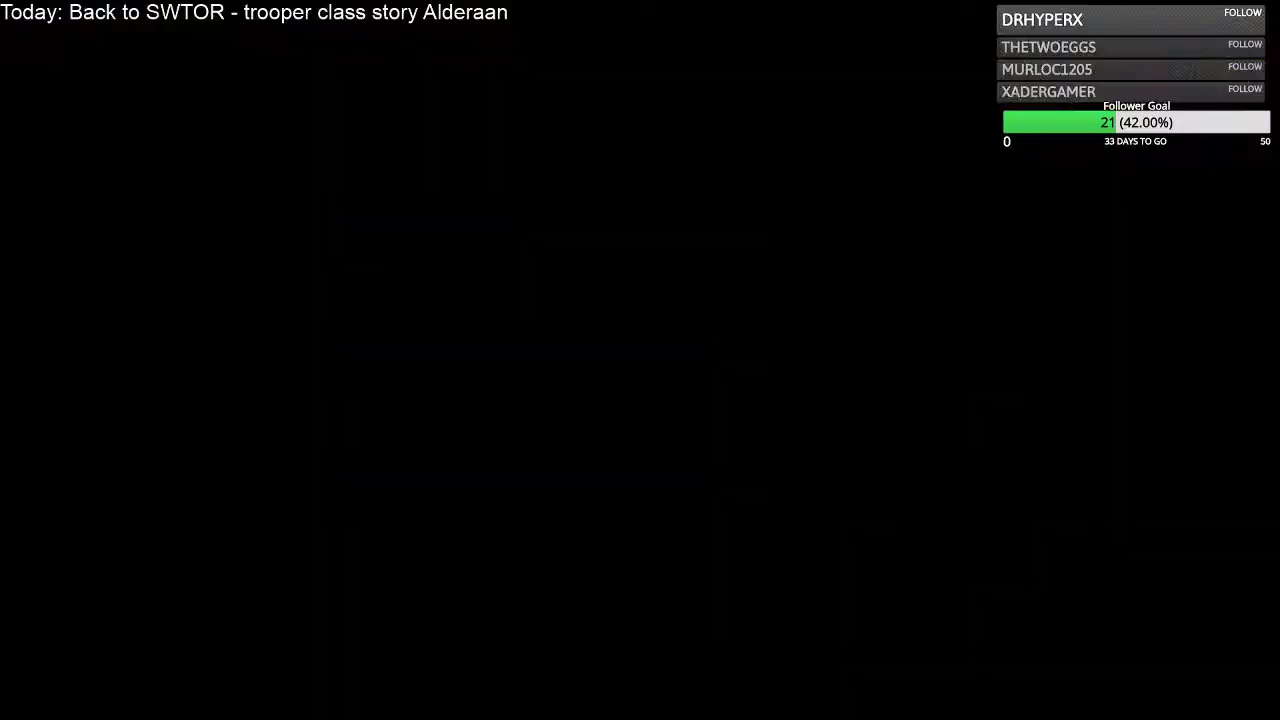 Today: Back to SWTOR - trooper class story Alderaan
DRHYPERX FOLLOW
THETWOEGGS FOLLOW
MURLOC1205 FOLLOW
XADERGAMER FOLLOW
Follower Goal
21 (42.00%)
0 33 DAYS TO GO 50